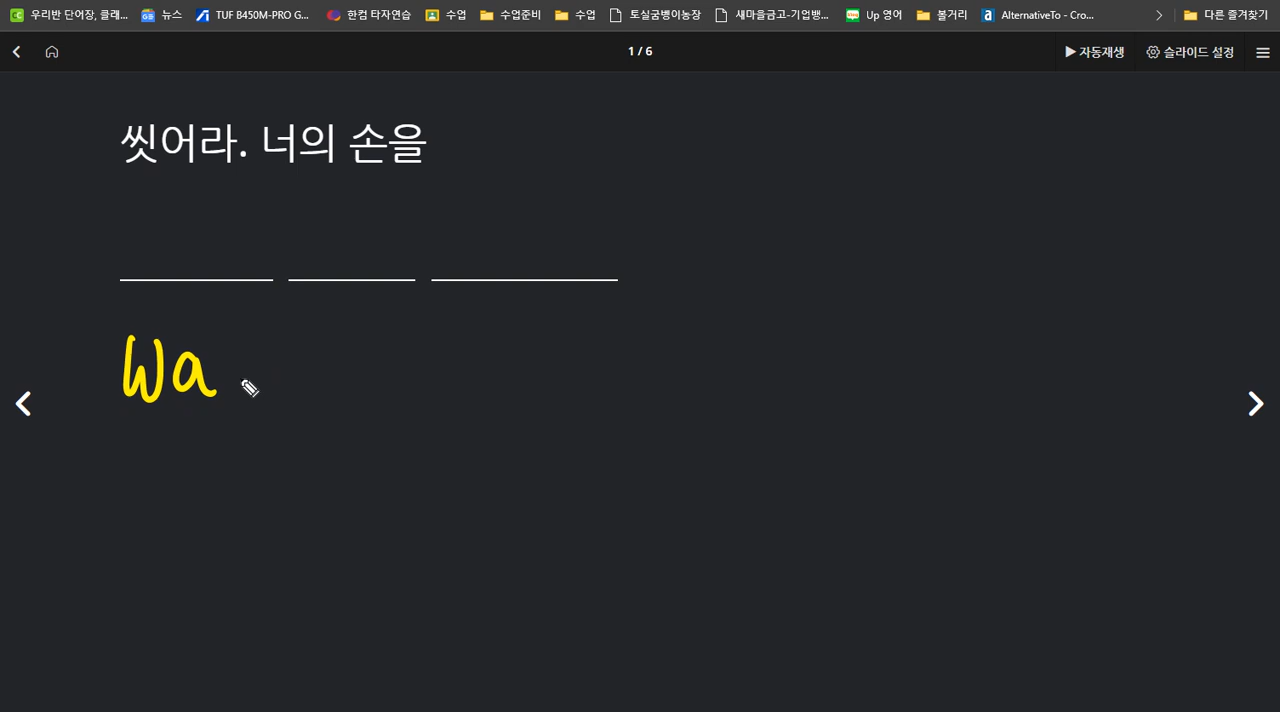 우리반 단어장, 클래... 뉴스 TUF B450M-PRO G... 한컴 타자연습 수업 수업준비 수업 토실굼벵이농장 새마을금고-기업뱅... Up 영어 볼거리 AlternativeTo - Cro... 다른 즐겨찾기
1 / 6 자동재생 슬라이드 설정
씻어라. 너의 손을
Wa